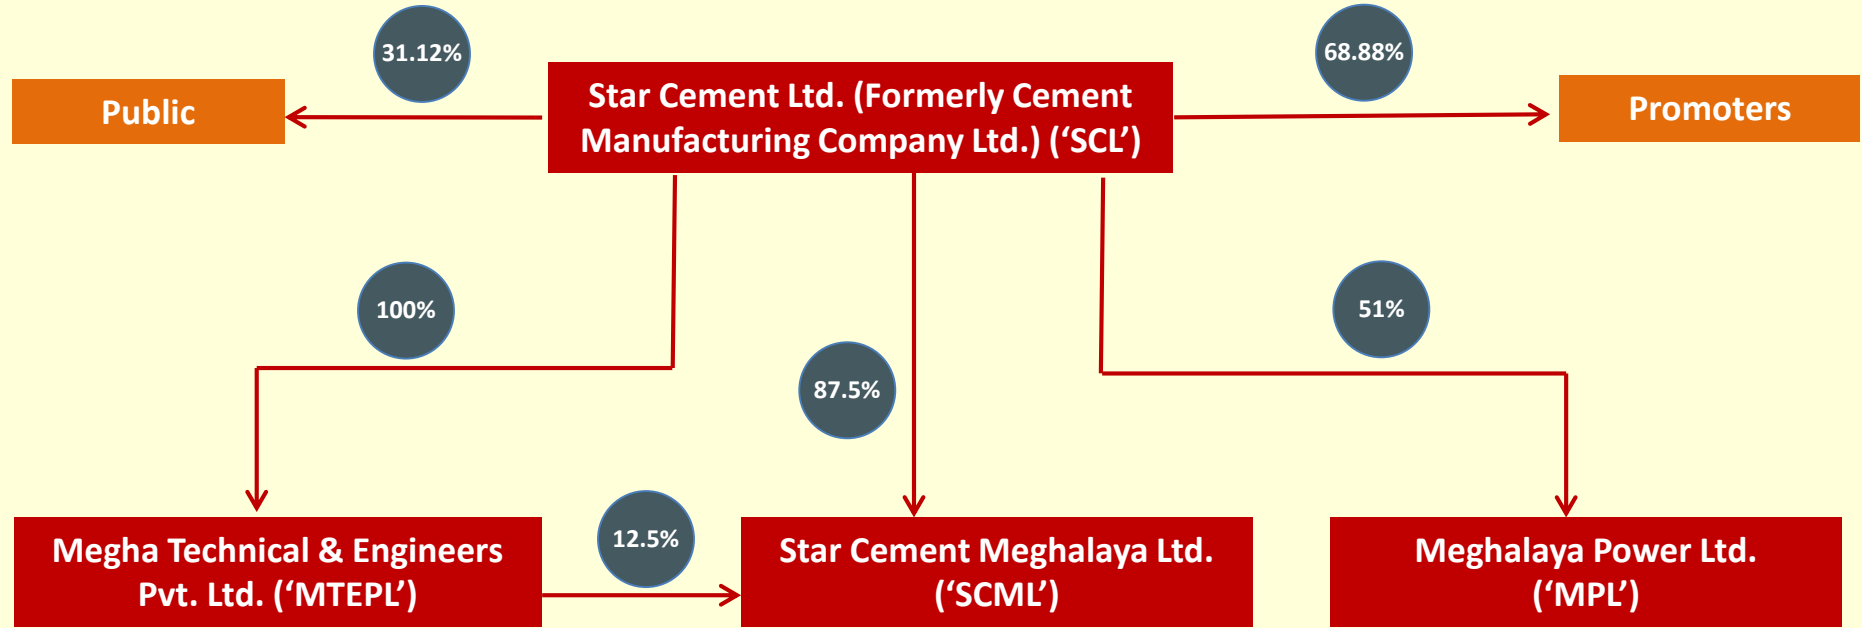 31.12%
68.88%
Public
Star Cement Ltd. (Formerly Cement
Manufacturing Company Ltd.) (‘SCL’)
Promoters
100%
51%
87.5%
Megha Technical & Engineers
Pvt. Ltd. (‘MTEPL’)
12.5%
Star Cement Meghalaya Ltd.
(‘SCML’)
Meghalaya Power Ltd.
(‘MPL’)